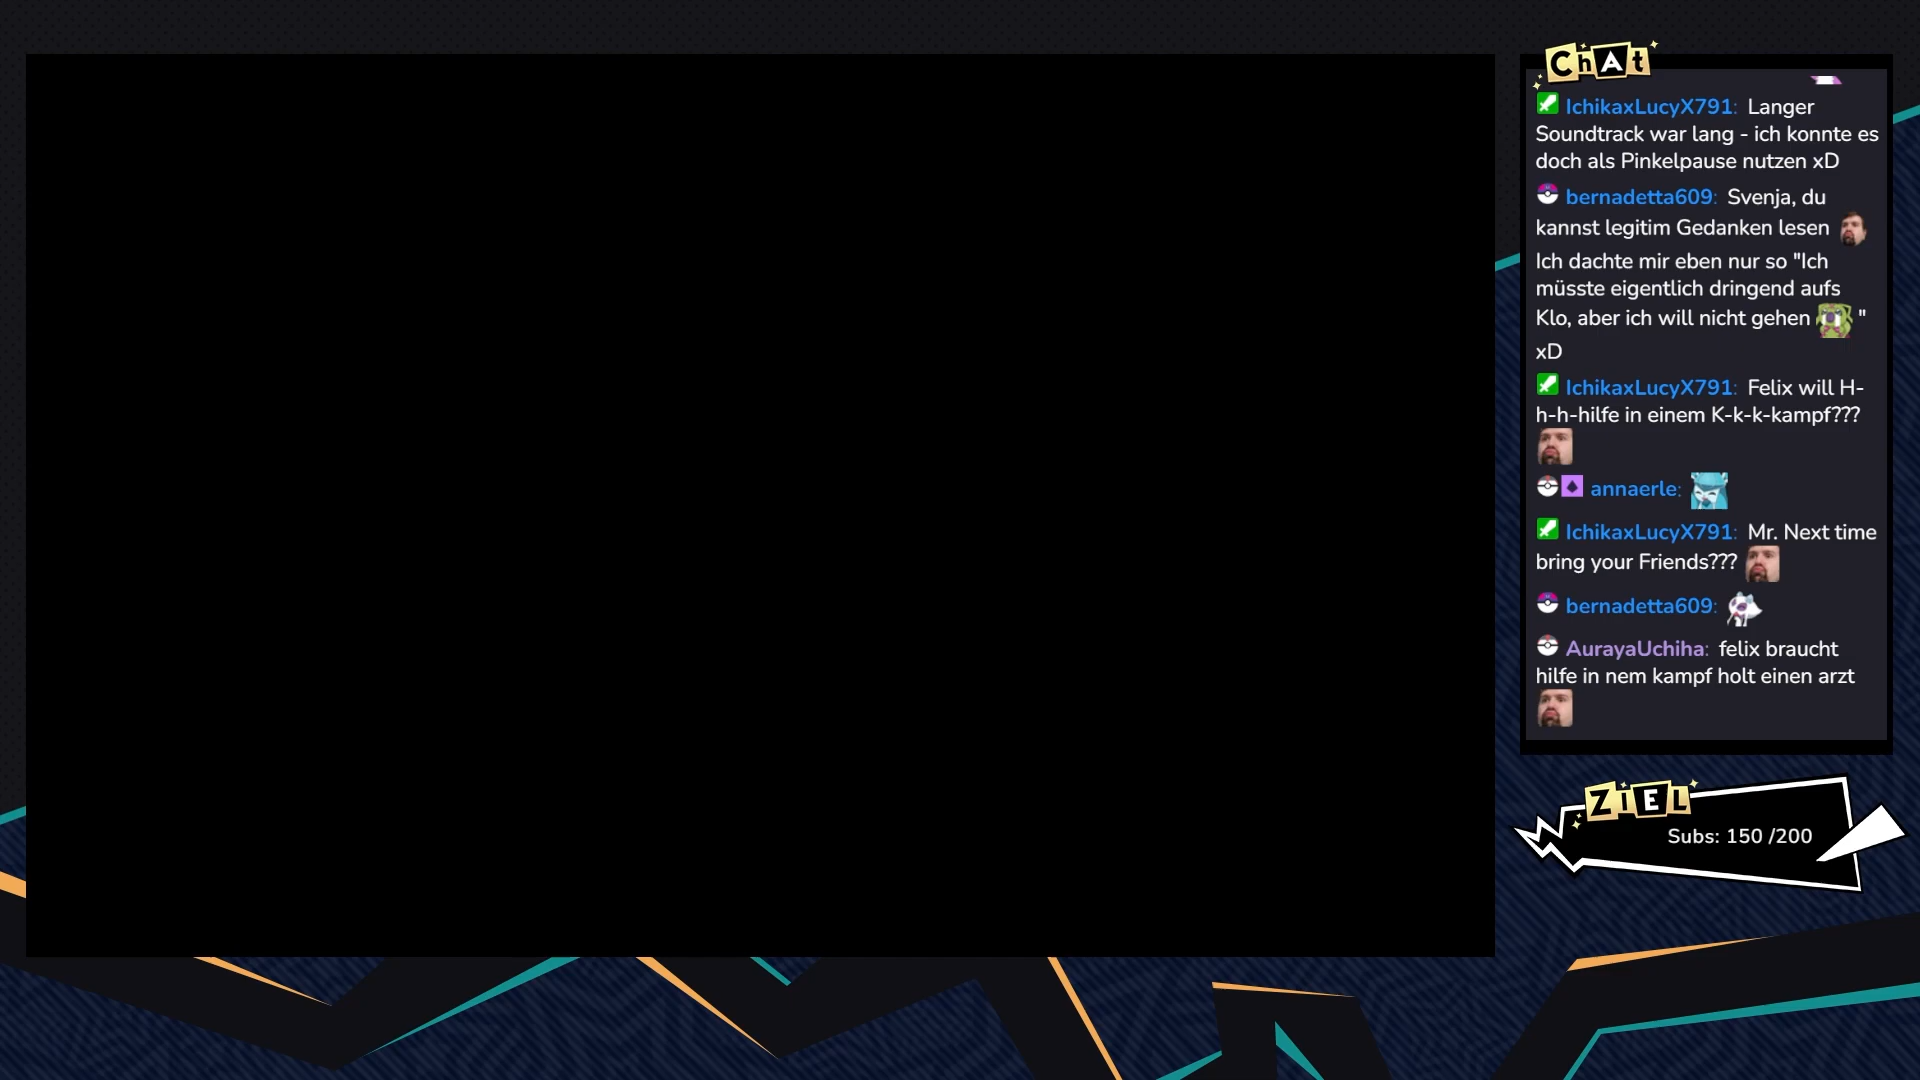 ChAt
IchikaxLucyX791: Langer
Soundtrack war lang - ich konnte es
doch als Pinkelpause nutzen xD
bernadetta609: Svenja, du
kannst legitim Gedanken lesen
Ich dachte mir eben nur so "Ich
müsste eigentlich dringend aufs
Klo, aber ich will nicht gehen "
xD
IchikaxLucyX791: Felix will H-
h-h-hilfe in einem K-k-k-kampf???
annaerle:
IchikaxLucyX791: Mr. Next time
bring your Friends???
bernadetta609:
AurayaUchiha: felix braucht
hilfe in nem kampf holt einen arzt
ZiEL
Subs: 150 /200